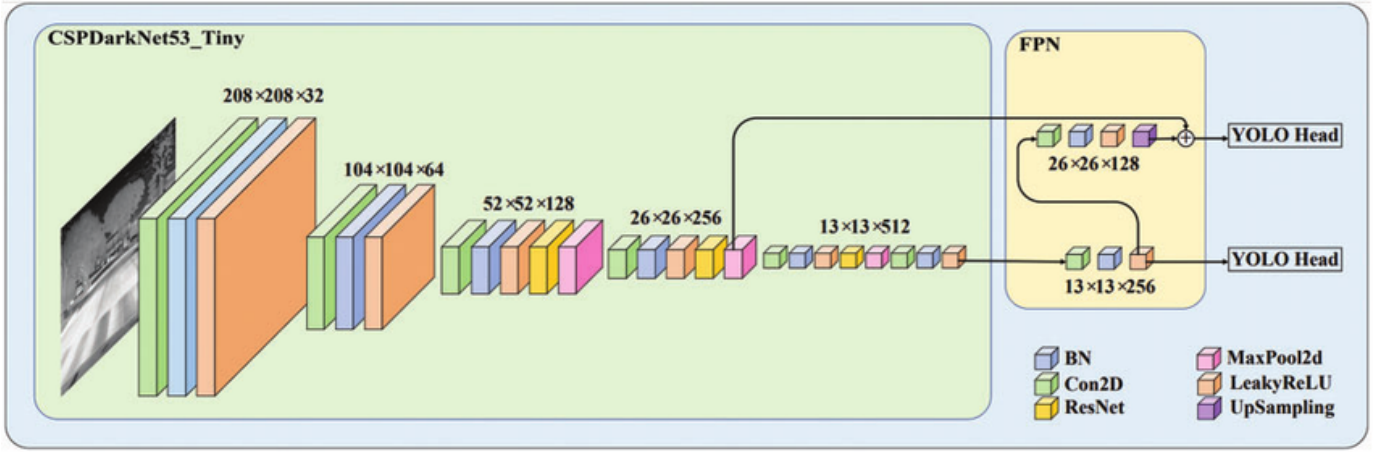 CSPDarkNet53_Tiny
FPN
208×208×32
104×104×64
52×52×128
26×26×256
13×13×512
26×26×128
YOLO Head
13×13×256
YOLO Head
BN
Con2D
ResNet
MaxPool2d
LeakyReLU
UpSampling